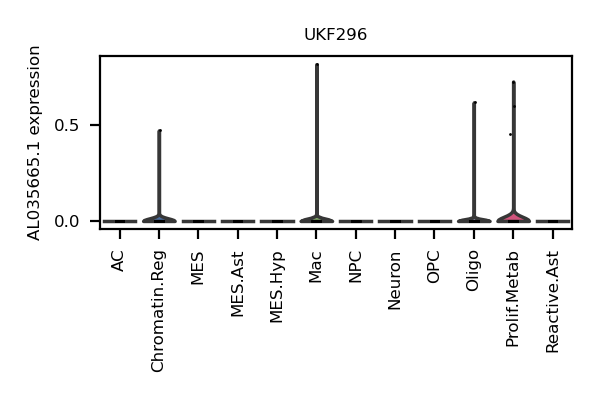 UKF296
AL035665.1 expression
0.5
0.0
AC
Chromatin.Reg
MES
MES.Ast
MES.Hyp
Mac
NPC
Neuron
OPC
Oligo
Prolif.Metab
Reactive.Ast